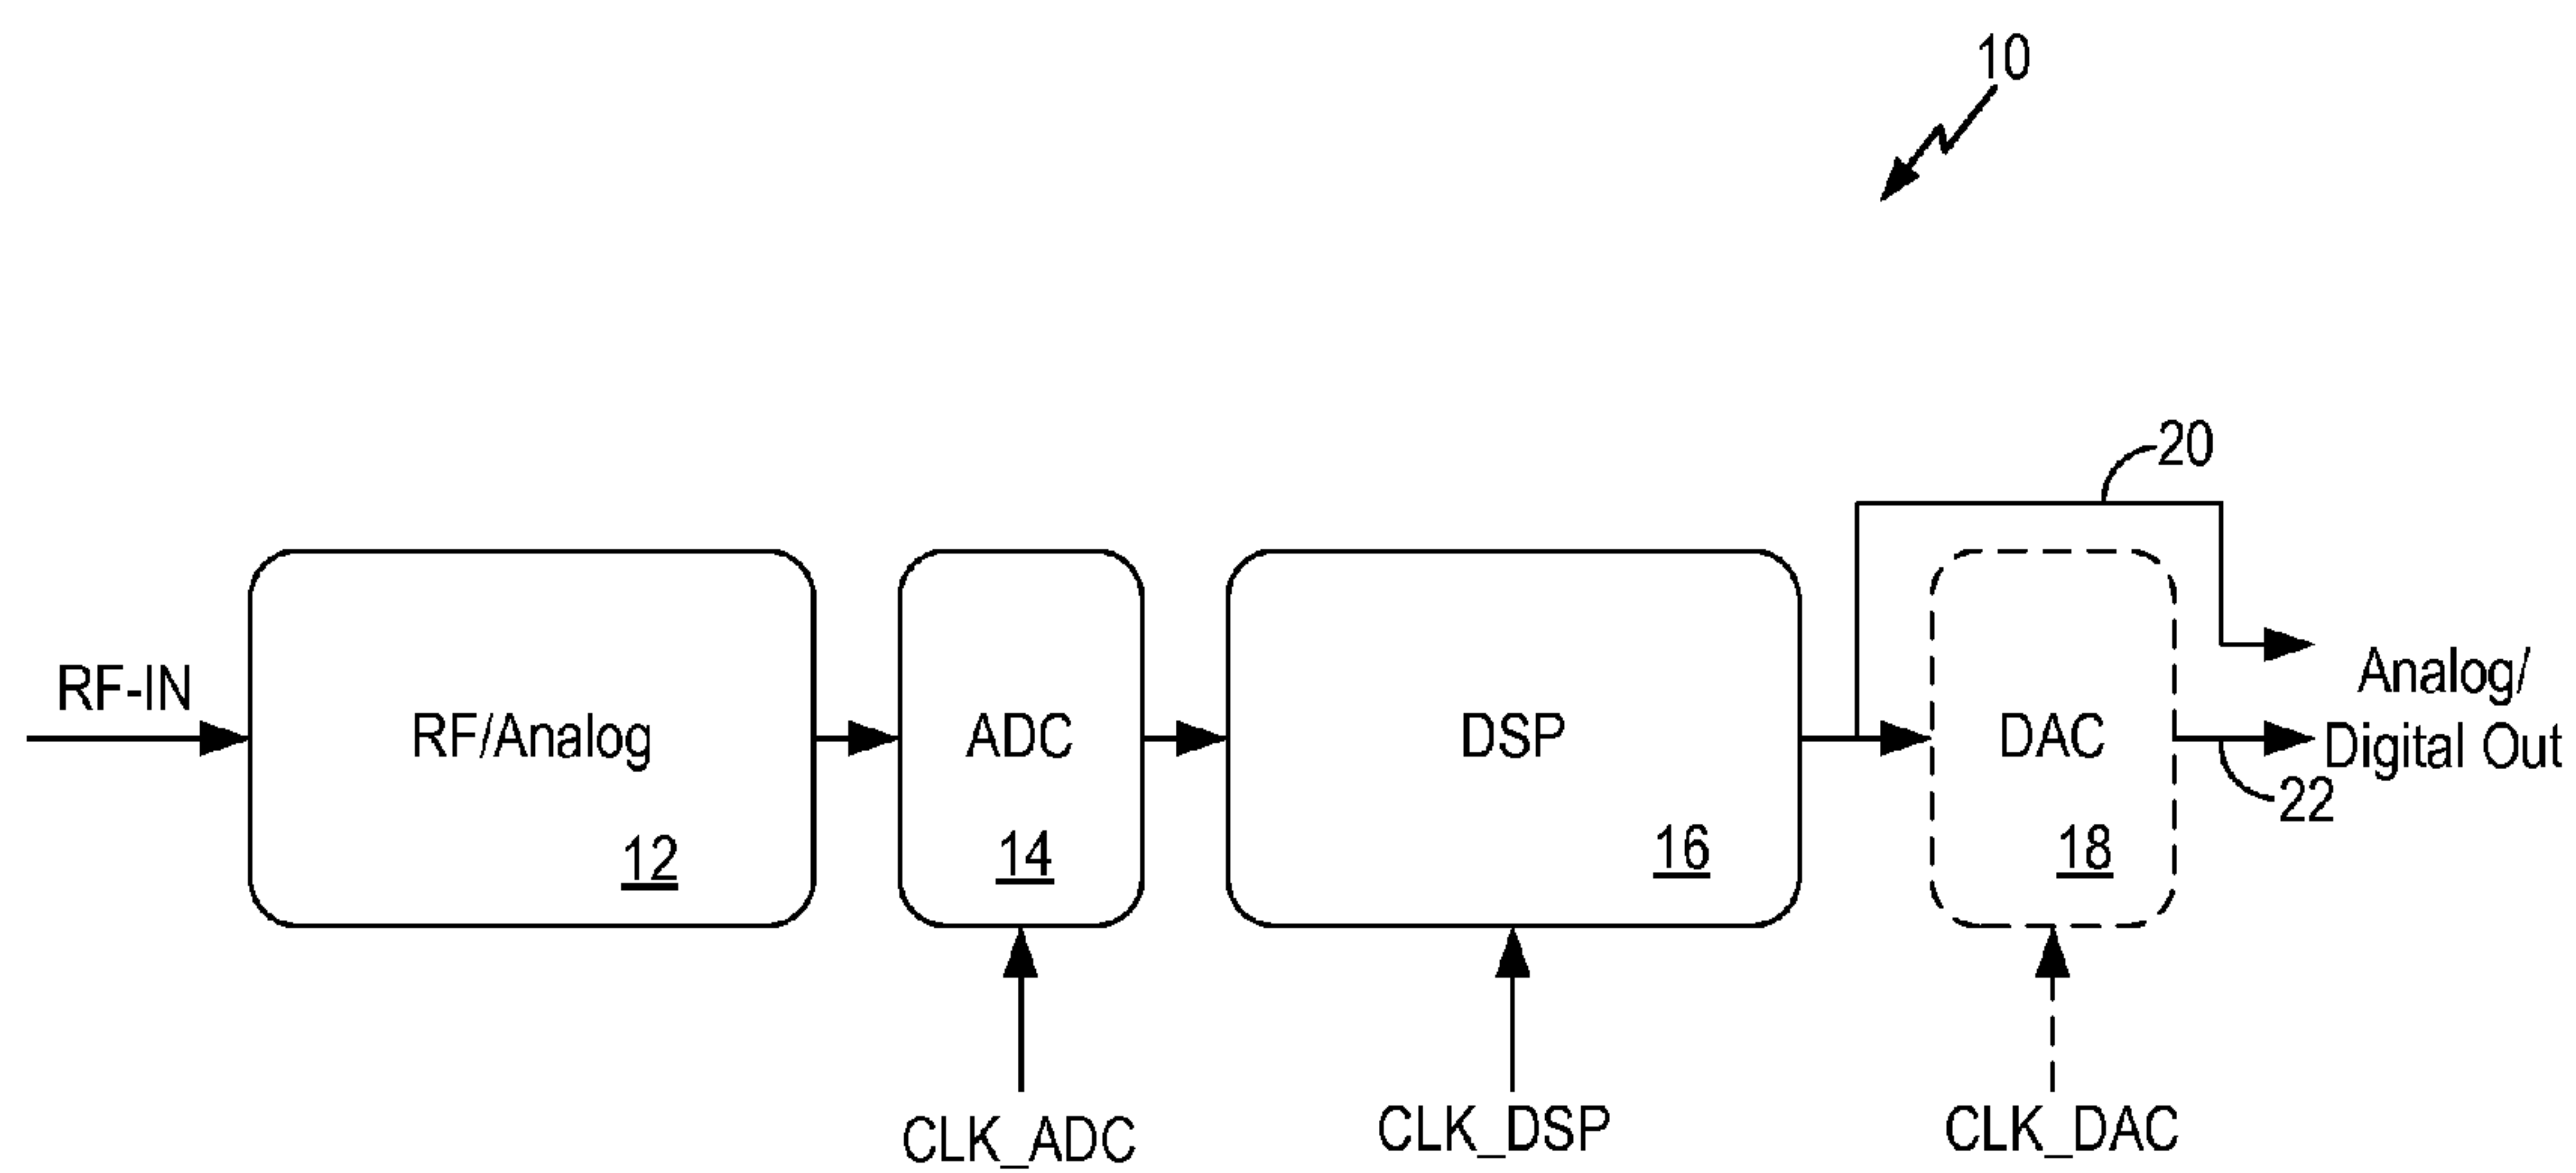 10
20
RF-IN
RF/Analog
ADC
DSP
DAC
Analog/
Digital Out
22
12
14
16
18
CLK_ADC
CLK_DSP
CLK_DAC